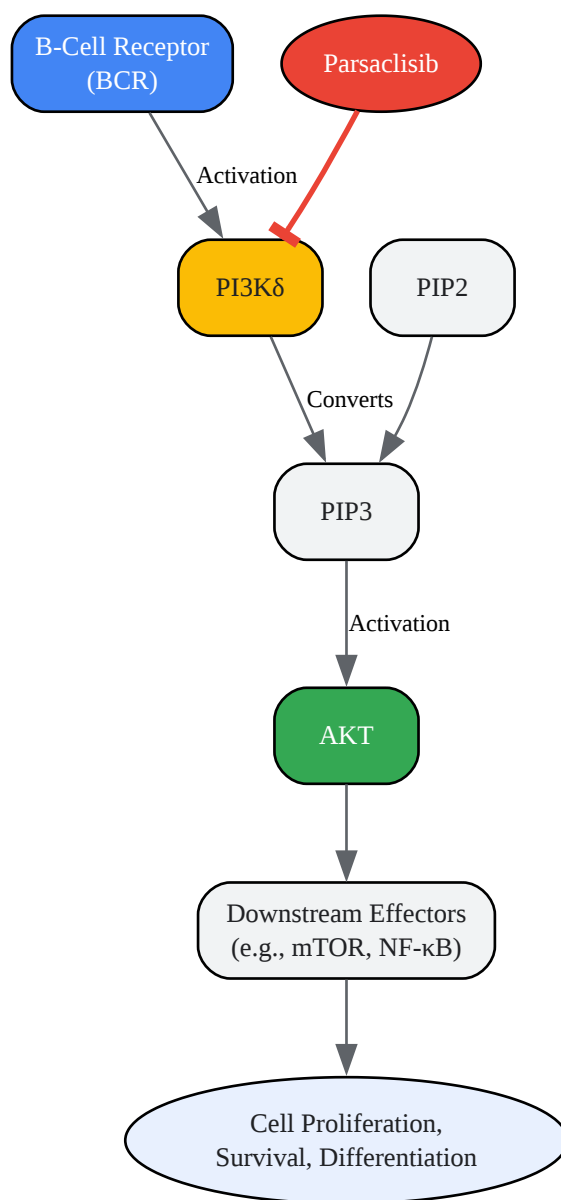 B-Cell Receptor
(BCR)
Parsaclisib
Activation
PI3Kδ
PIP2
Converts
PIP3
Activation
AKT
Downstream Effectors
(e.g., mTOR, NF-κB)
Cell Proliferation,
Survival, Differentiation